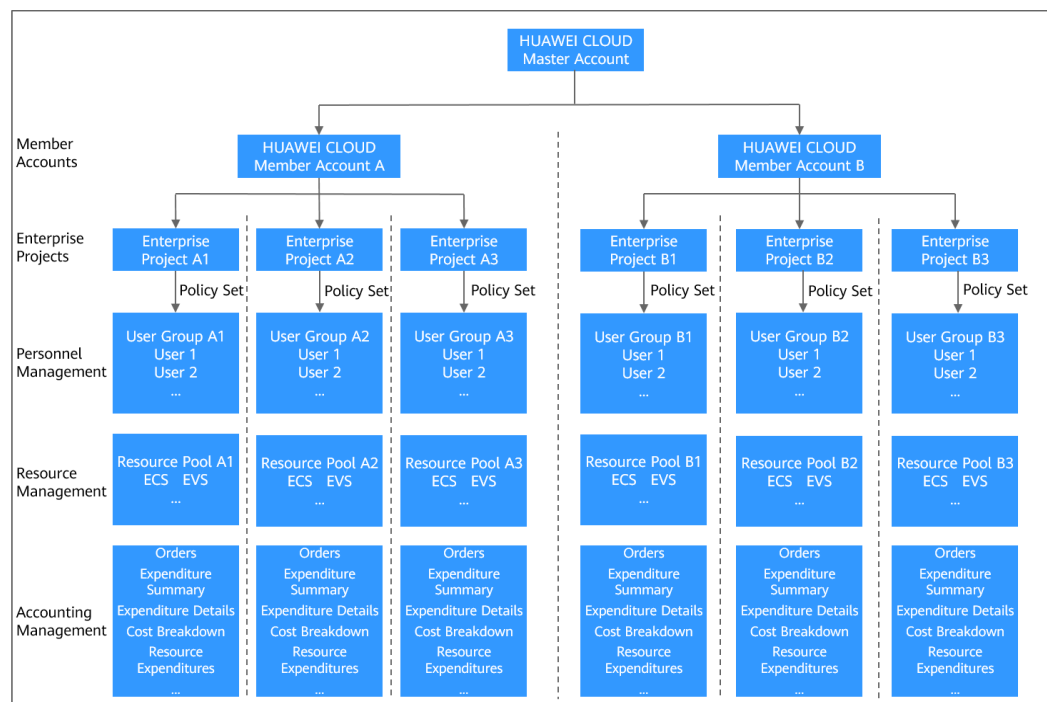 HUAWEI CLOUD
Master Account
Member
Accounts
HUAWEI CLOUD
Member Account A
HUAWEI CLOUD
Member Account B
Enterprise
Projects
Enterprise
Project A1
Enterprise
Project A2
Enterprise
Project A3
Enterprise
Project B1
Enterprise
Project B2
Enterprise
Project B3
Policy Set
Policy Set
Policy Set
Policy Set
Policy Set
Policy Set
Personnel
Management
User Group A1
User 1
User 2
...
User Group A2
User 1
User 2
...
User Group A3
User 1
User 2
...
User Group B1
User 1
User 2
...
User Group B2
User 1
User 2
...
User Group B3
User 1
User 2
...
Resource
Management
Resource Pool A1
ECS EVS
...
Resource Pool A2
ECS EVS
...
Resource Pool A3
ECS EVS
...
Resource Pool B1
ECS EVS
...
Resource Pool B2
ECS EVS
...
Resource Pool B3
ECS EVS
...
Accounting
Management
Orders
Expenditure
Summary
Expenditure Details
Cost Breakdown
Resource
Expenditures
...
Orders
Expenditure
Summary
Expenditure Details
Cost Breakdown
Resource
Expenditures
...
Orders
Expenditure
Summary
Expenditure Details
Cost Breakdown
Resource
Expenditures
...
Orders
Expenditure
Summary
Expenditure Details
Cost Breakdown
Resource
Expenditures
...
Orders
Expenditure
Summary
Expenditure Details
Cost Breakdown
Resource
Expenditures
...
Orders
Expenditure
Summary
Expenditure Details
Cost Breakdown
Resource
Expenditures
...